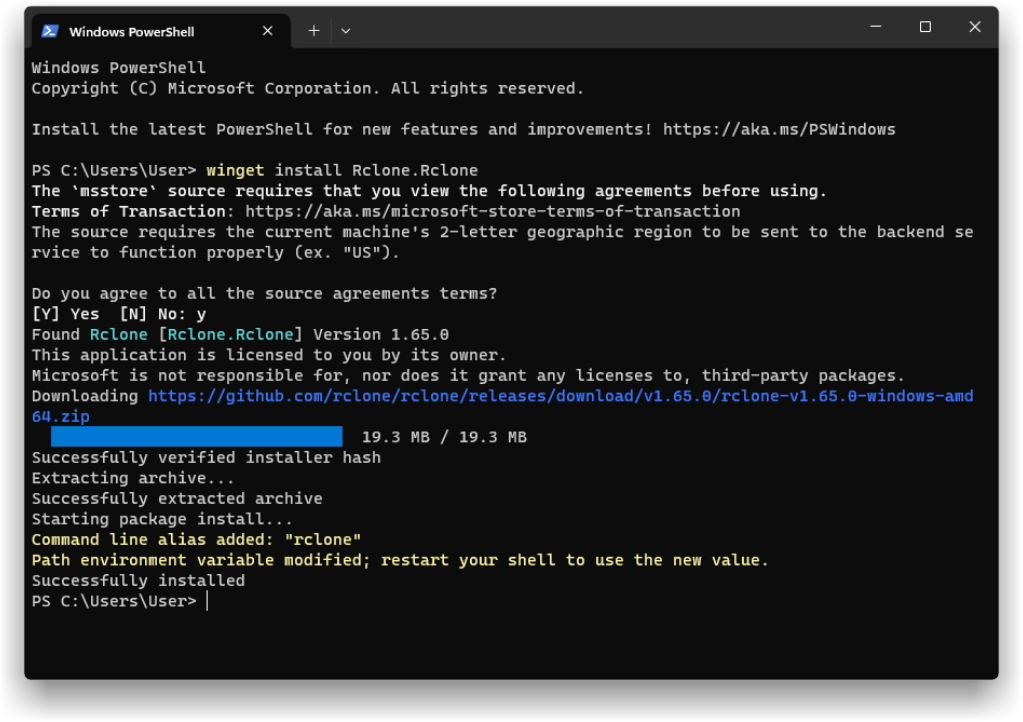 Windows PowerShell
Windows PowerShell
Copyright (C) Microsoft Corporation. All rights reserved.
Install the latest PowerShell for new features and improvements! https://aka.ms/PSWindows
PS C:\Users\User> winget install Rclone.Rclone
The `msstore` source requires that you view the following agreements before using.
Terms of Transaction: https://aka.ms/microsoft-store-terms-of-transaction
The source requires the current machine's 2-letter geographic region to be sent to the backend se
rvice to function properly (ex. "US").
Do you agree to all the source agreements terms?
[Y] Yes  [N] No: y
Found Rclone [Rclone.Rclone] Version 1.65.0
This application is licensed to you by its owner.
Microsoft is not responsible for, nor does it grant any licenses to, third-party packages.
Downloading https://github.com/rclone/rclone/releases/download/v1.65.0/rclone-v1.65.0-windows-amd
64.zip
19.3 MB / 19.3 MB
Successfully verified installer hash
Extracting archive...
Successfully extracted archive
Starting package install...
Command line alias added: "rclone"
Path environment variable modified; restart your shell to use the new value.
Successfully installed
PS C:\Users\User>